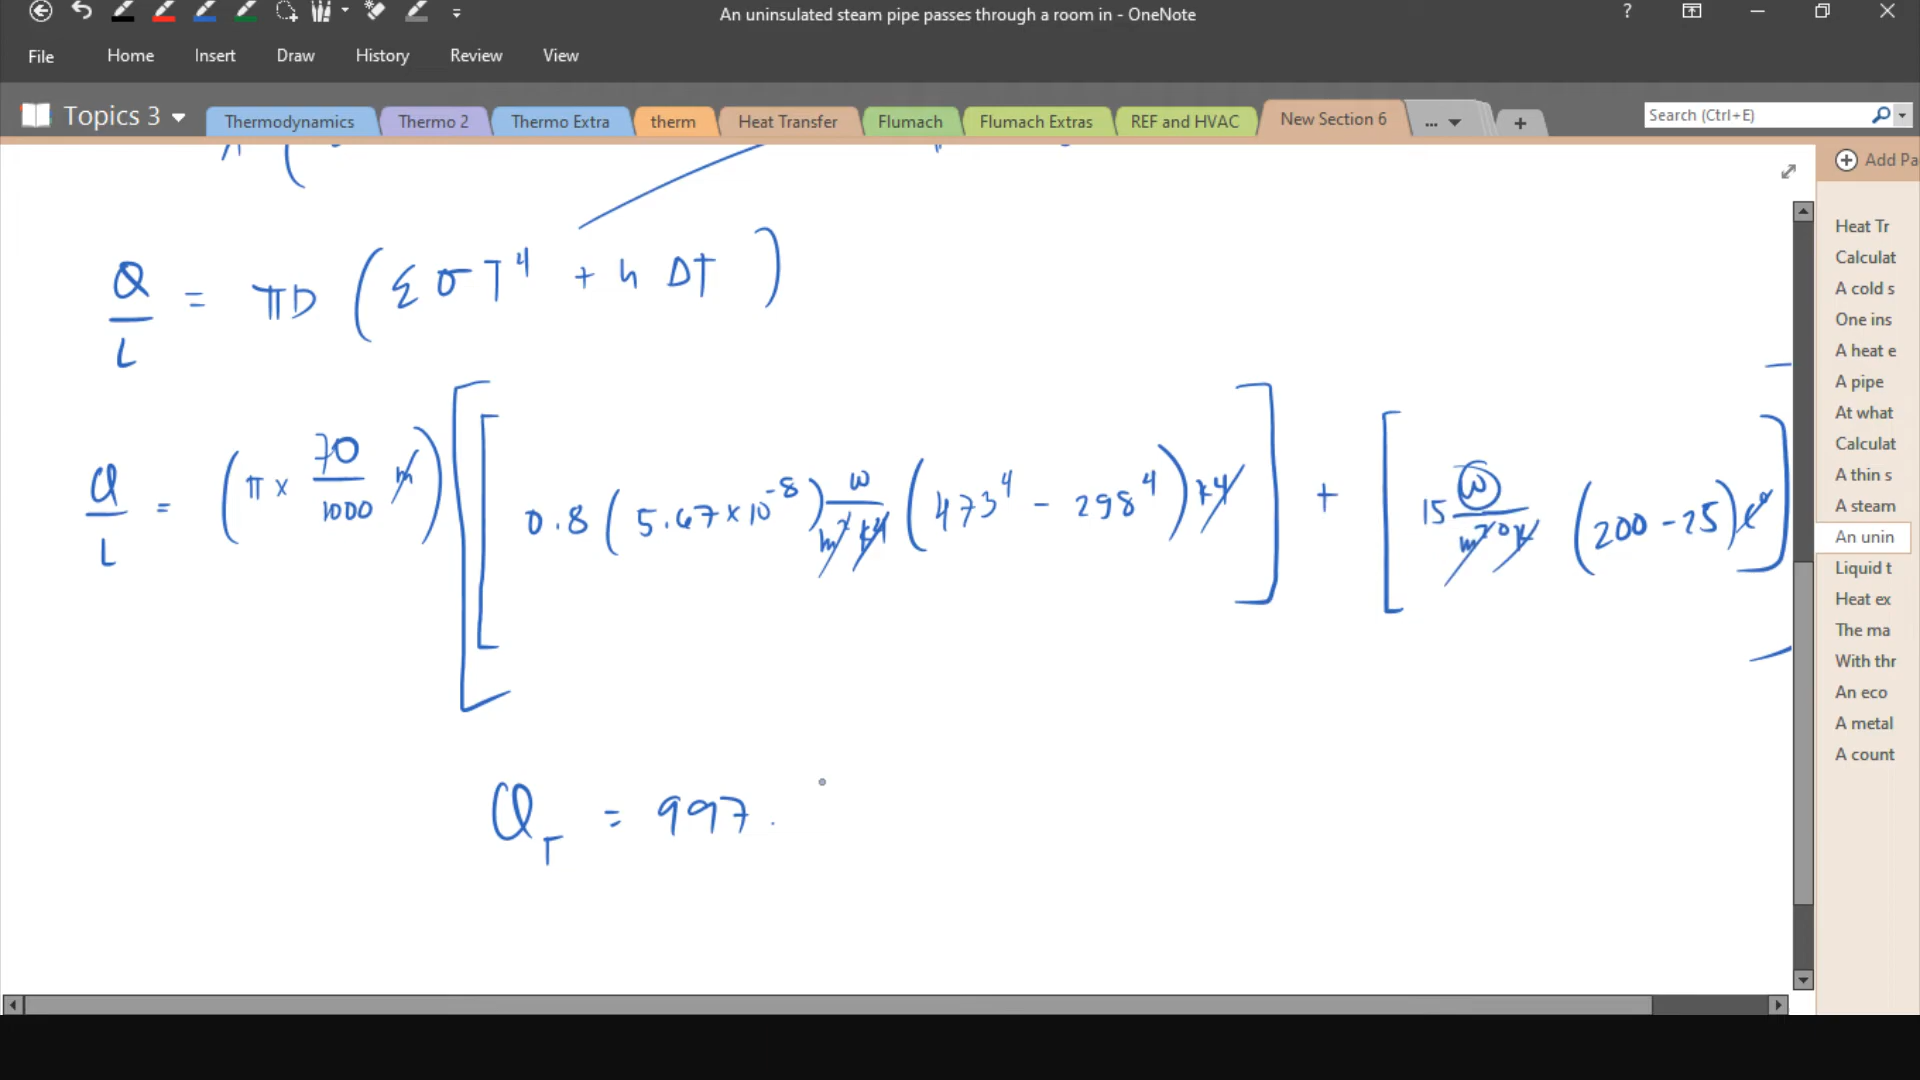 An uninsulated steam pipe passes through a room in - OneNote
?
File Home Insert Draw History Review View
Topics 3
Thermodynamics Thermo 2 Thermo Extra therm Heat Transfer Flumach Flumach Extras REF and HVAC New Section 6 ... +
Search (Ctrl+E)
Add Pa
Q/L = πD (Σ σ T⁴ + h ΔT)
Q/L = (π × 70/1000 m) [[0.8 (5.67 × 10⁻⁸) W/m² K⁴ (473⁴ - 298⁴) K⁴] + [15 W/m² °K (200 - 25) C°]
Q_T = 997.
Heat Tr
Calculat
A cold s
One ins
A heat e
A pipe
At what
Calculat
A thin s
A steam
An unin
Liquid t
Heat ex
The ma
With thr
An eco
A metal
A count